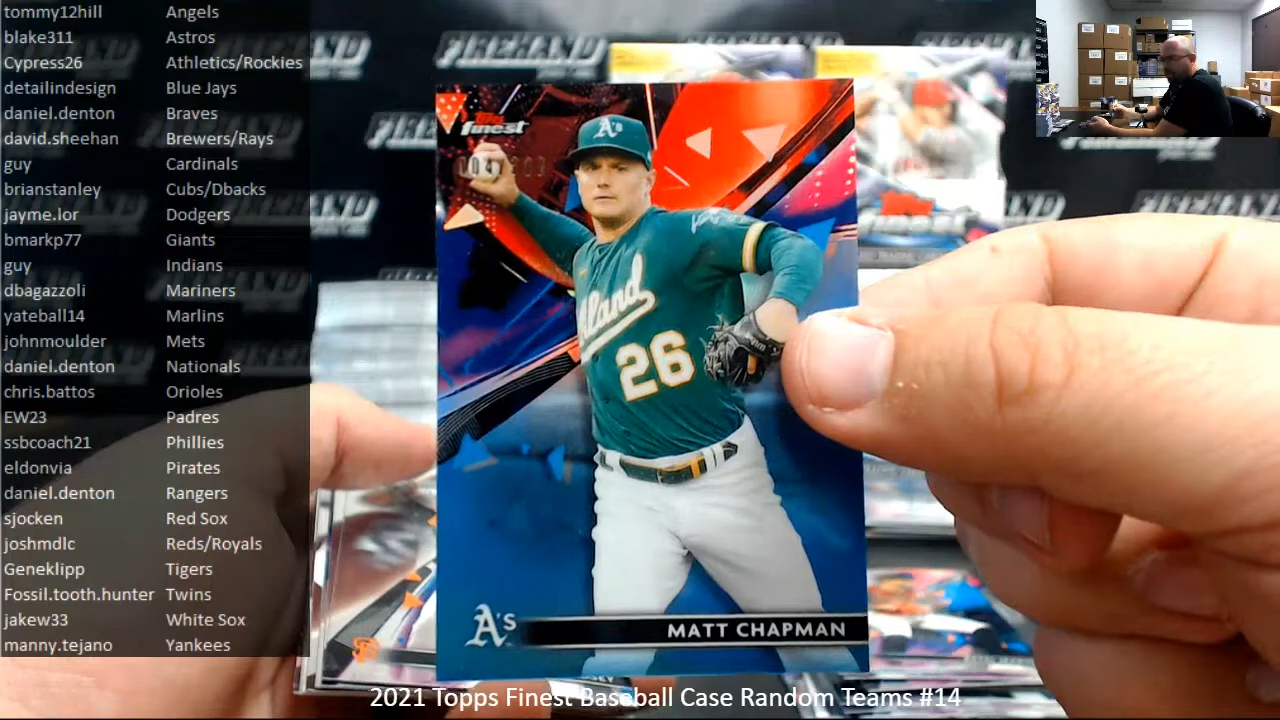 tommy12hill Angels
blake311 Astros
Cypress26 Athletics/Rockies
detailindesign Blue Jays
daniel.denton Braves
david.sheehan Brewers/Rays
guy Cardinals
brianstanley Cubs/Dbacks
jayme.lor Dodgers
bmarkp77 Giants
guy Indians
dbagazzoli Mariners
yateball14 Marlins
johnmoulder Mets
daniel.denton Nationals
chris.battos Orioles
EW23 Padres
ssbcoach21 Phillies
eldonvia Pirates
daniel.denton Rangers
sjocken Red Sox
joshmdlc Reds/Royals
Geneklipp Tigers
Fossil.tooth.hunter Twins
jakew33 White Sox
manny.tejano Yankees
FIREHAND
Topps
finest
A's
26
A's
MATT CHAPMAN
finest
2021 Topps Finest Baseball Case Random Teams #14